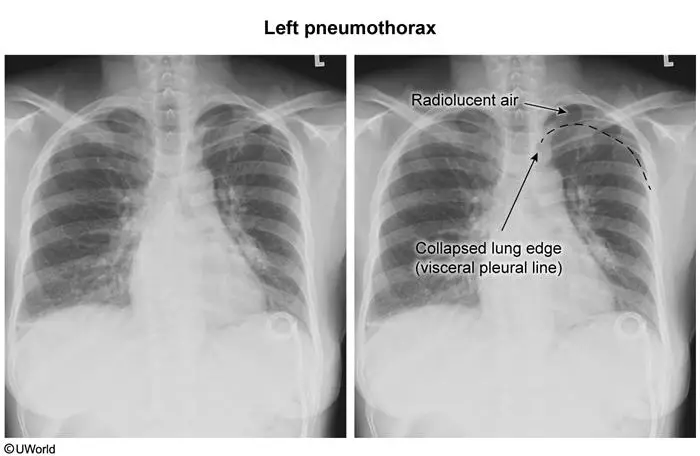 Left pneumothorax
L
L
Radiolucent air
Collapsed lung edge
(visceral pleural line)
©UWorld